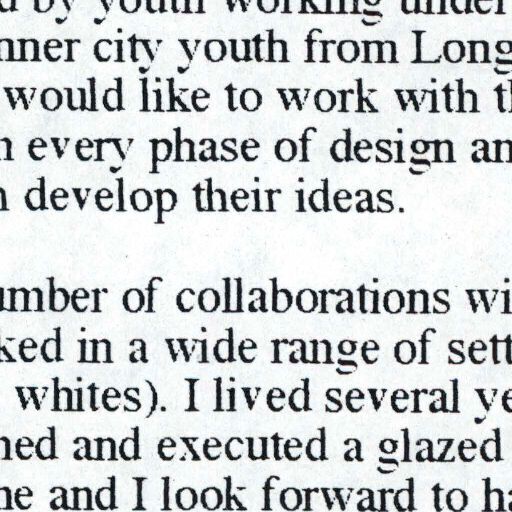 d by youth working under
nner city youth from Long
would like to work with th
n every phase of design an
n develop their ideas.
umber of collaborations wi
ked in a wide range of sett
whites). I lived several ye
ned and executed a glazed
ne and I look forward to ha